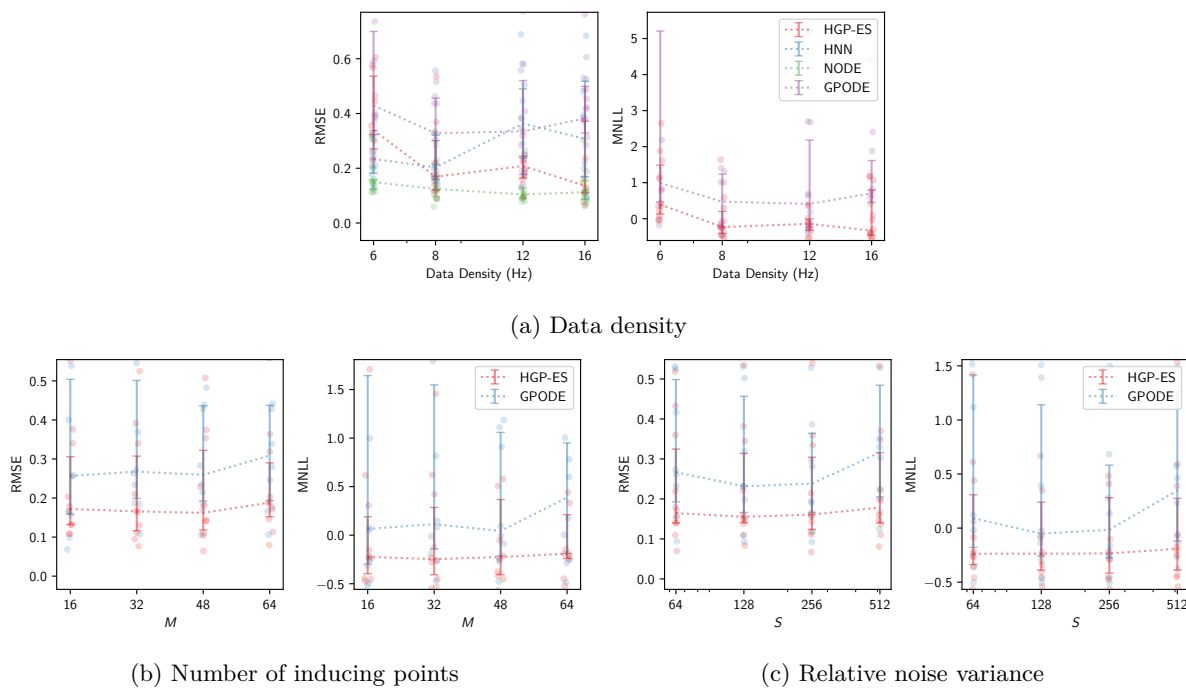 0.6
0.4
0.2
0.0
RMSE
6
8
12
16
Data Density (Hz)
5
4
3
2
1
0
MNLL
6
8
12
16
Data Density (Hz)
HGP-ES
HNN
NODE
GPODE
(a) Data density
0.5
0.4
0.3
0.2
0.1
0.0
RMSE
16
32
48
64
M
1.5
1.0
0.5
0.0
−0.5
MNLL
16
32
48
64
M
HGP-ES
GPODE
(b) Number of inducing points
0.5
0.4
0.3
0.2
0.1
0.0
RMSE
64
128
256
512
S
1.5
1.0
0.5
0.0
−0.5
MNLL
64
128
256
512
S
HGP-ES
GPODE
(c) Relative noise variance